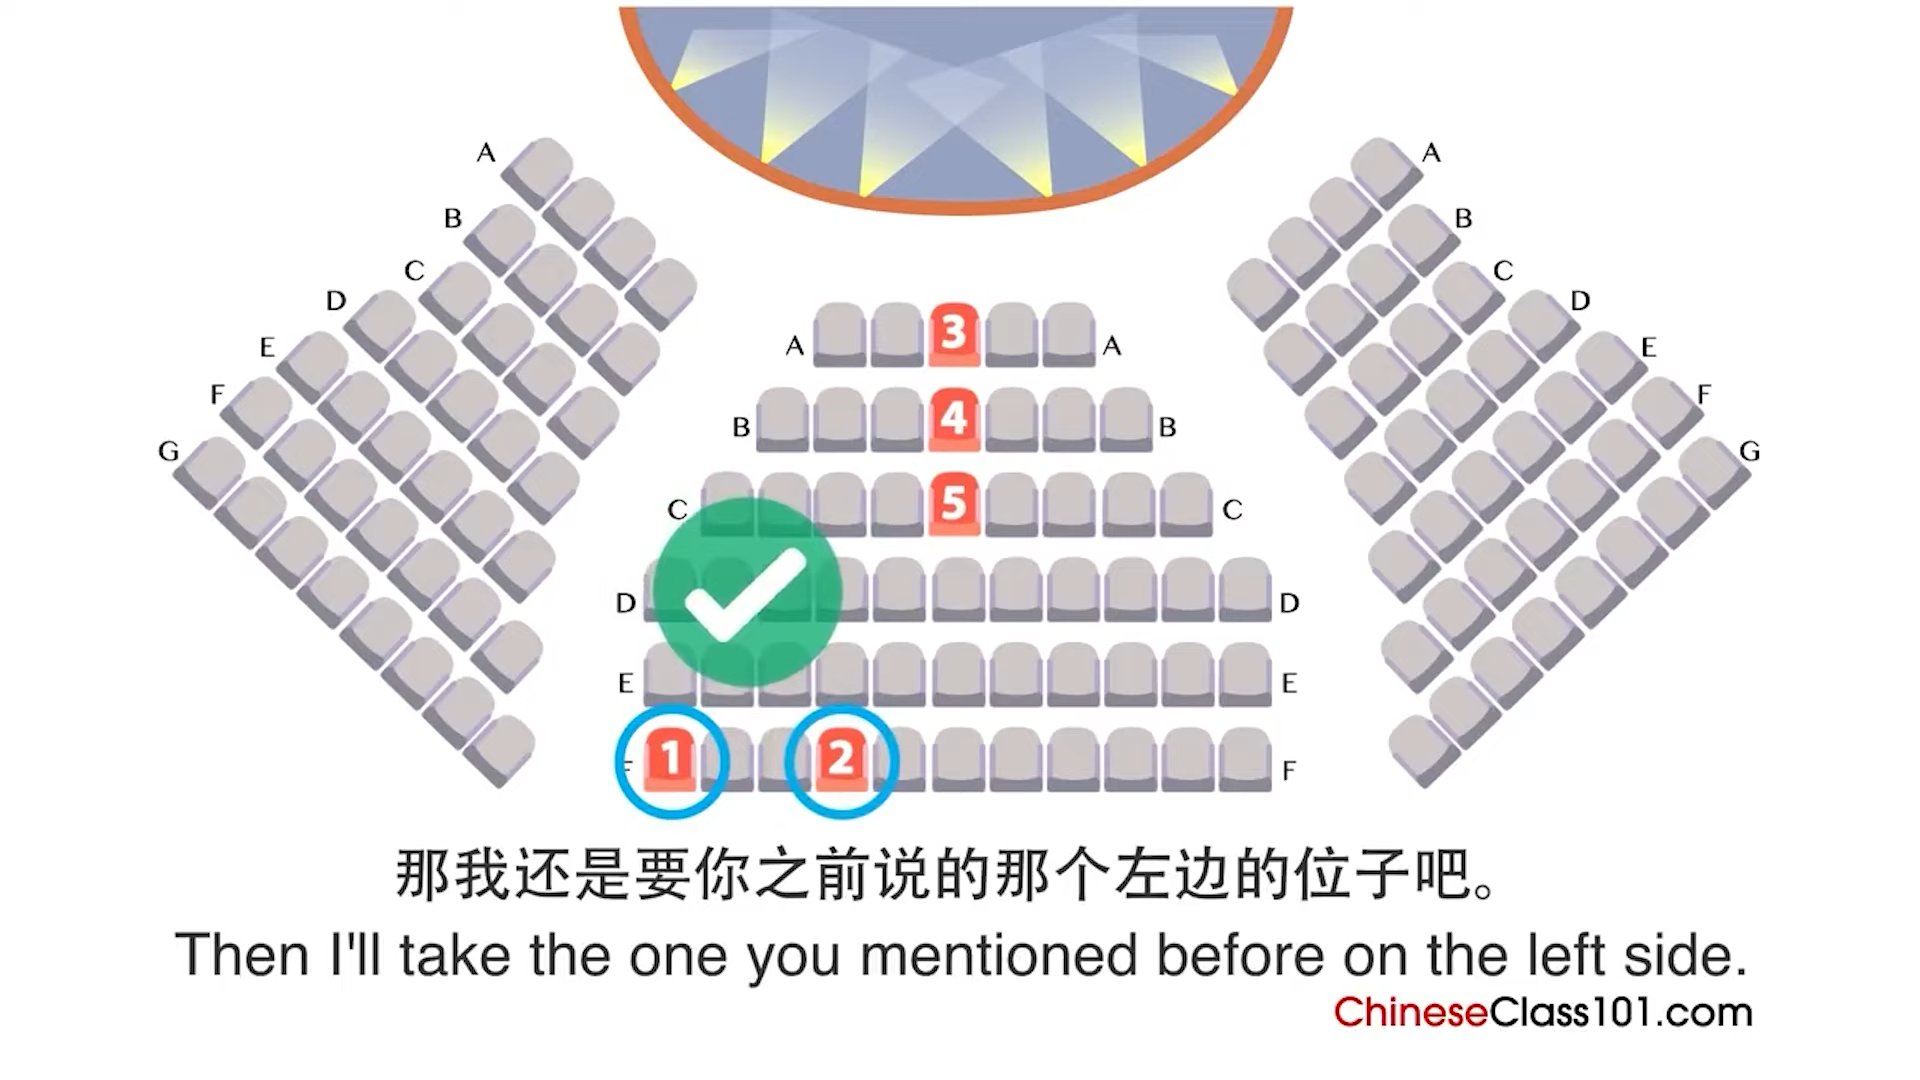 A
A
B
B
C
C
D
D
E
E
F
F
G
G
A 3 A
B 4 B
C 5 C
D D
E E
F 1 2 F
那我还是要你之前说的那个左边的位子吧。
Then I'll take the one you mentioned before on the left side.
ChineseClass101.com